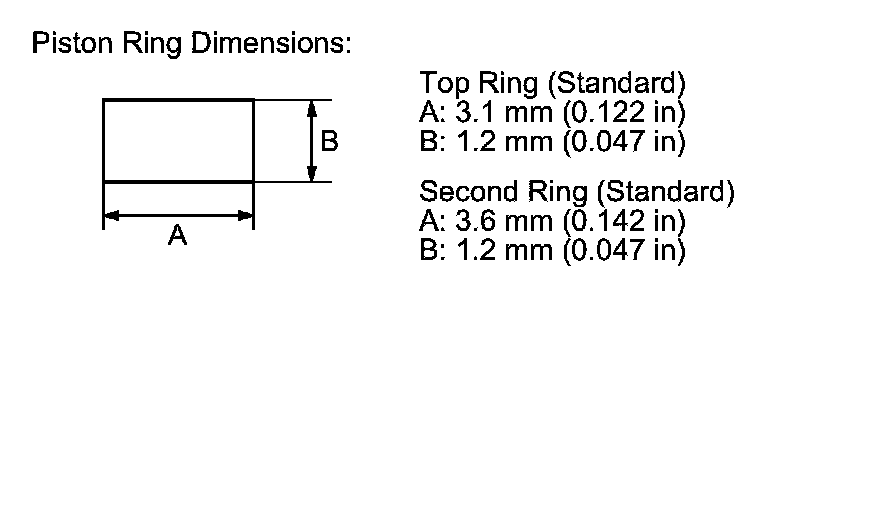 Piston Ring Dimensions:
B
A
Top Ring (Standard)
A: 3.1 mm (0.122 in)
B: 1.2 mm (0.047 in)
Second Ring (Standard)
A: 3.6 mm (0.142 in)
B: 1.2 mm (0.047 in)